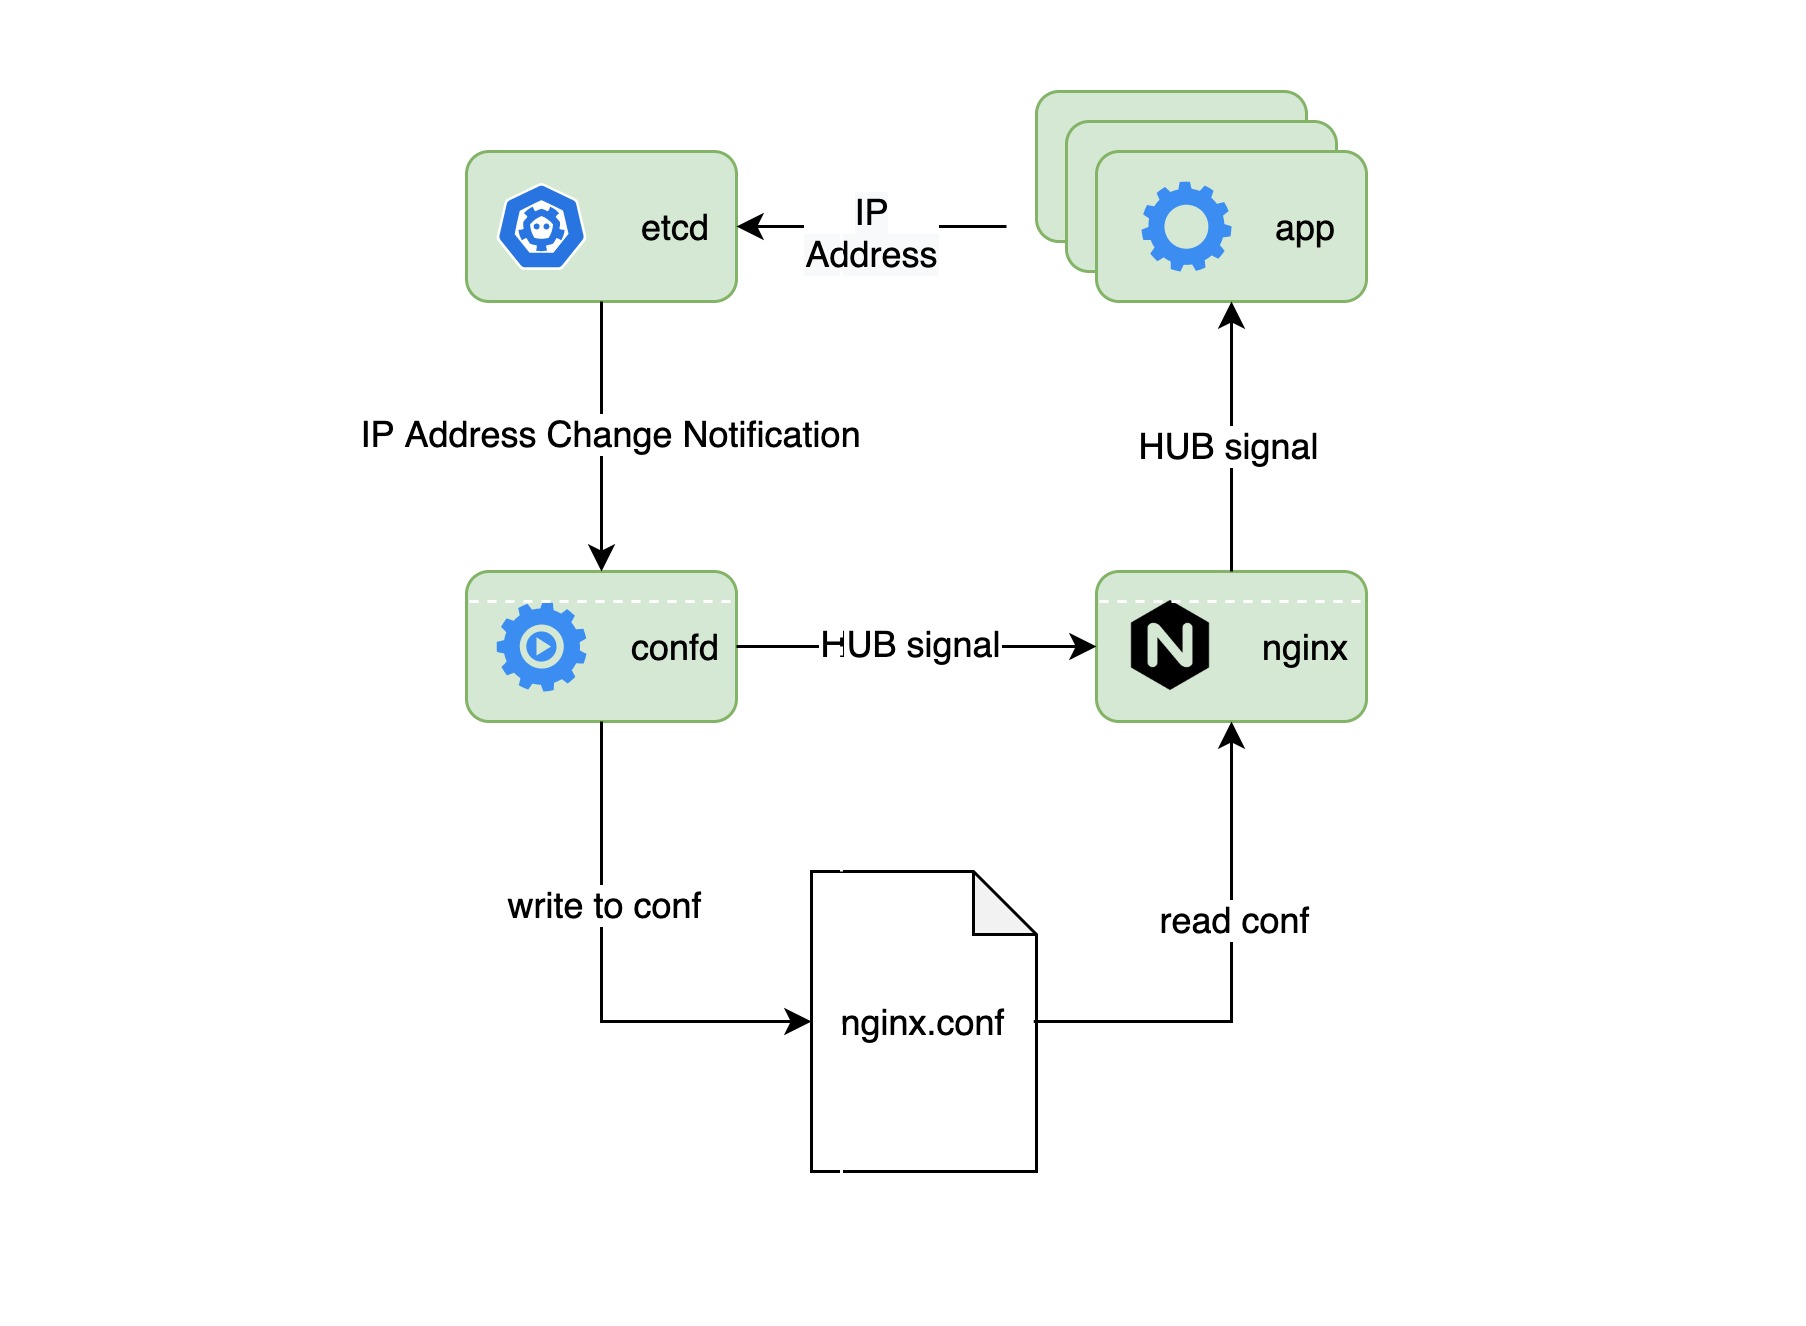 IP
Address
etcd
app
IP Address Change Notification
HUB signal
confd
HUB signal
nginx
write to conf
read conf
nginx.conf